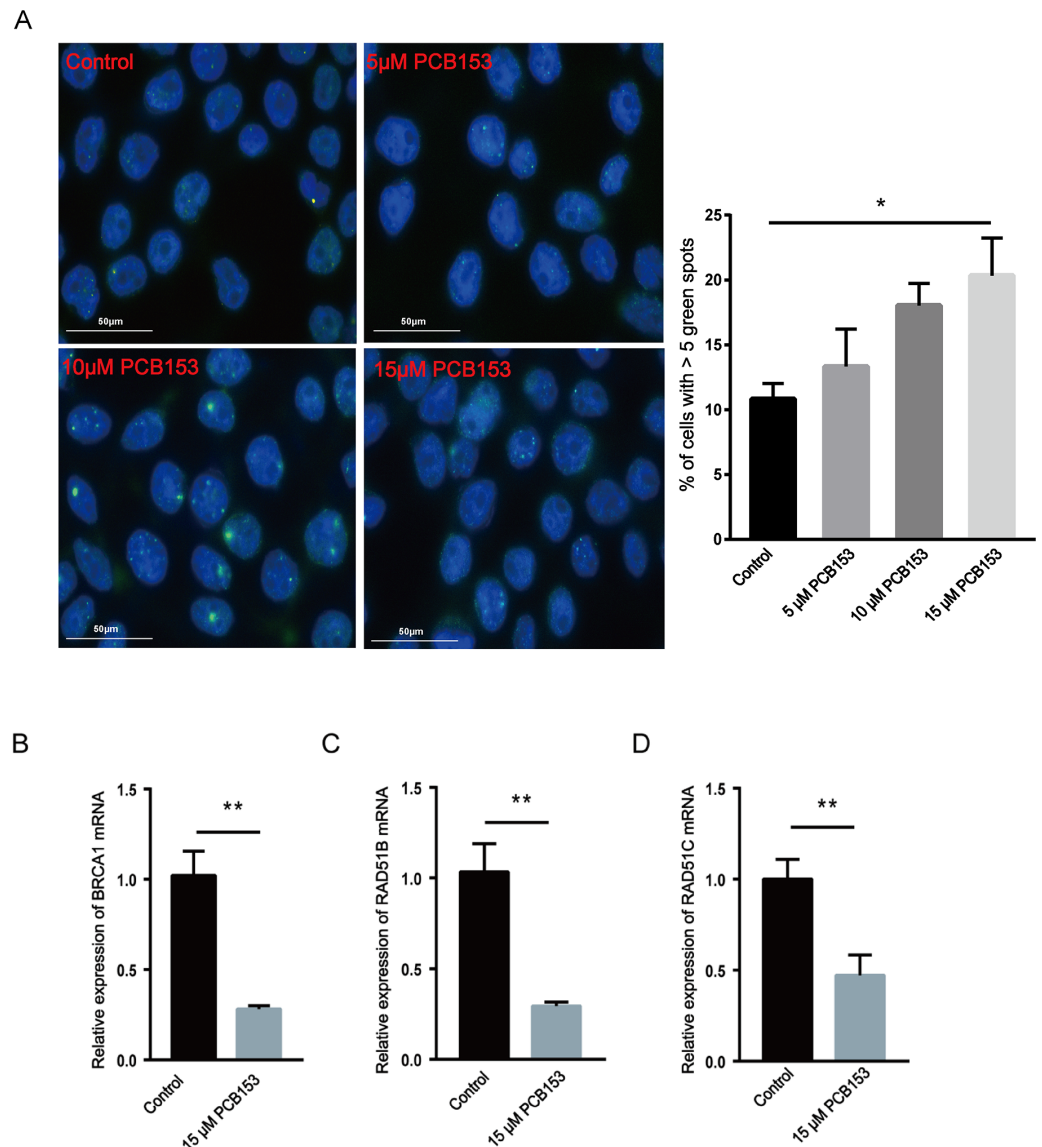 A
Control
5µM PCB153
50µm
50µm
10µM PCB153
15µM PCB153
50µm
50µm
% of cells with > 5 green spots
25
20
15
10
5
0
*
Control
5 µM PCB153
10 µM PCB153
15 µM PCB153
B
Relative expression of BRCA1 mRNA
1.5
1.0
0.5
0.0
**
Control
15 µM PCB153
C
Relative expression of RAD51B mRNA
1.5
1.0
0.5
0.0
**
Control
15 µM PCB153
D
Relative expression of RAD51C mRNA
1.5
1.0
0.5
0.0
**
Control
15 µM PCB153